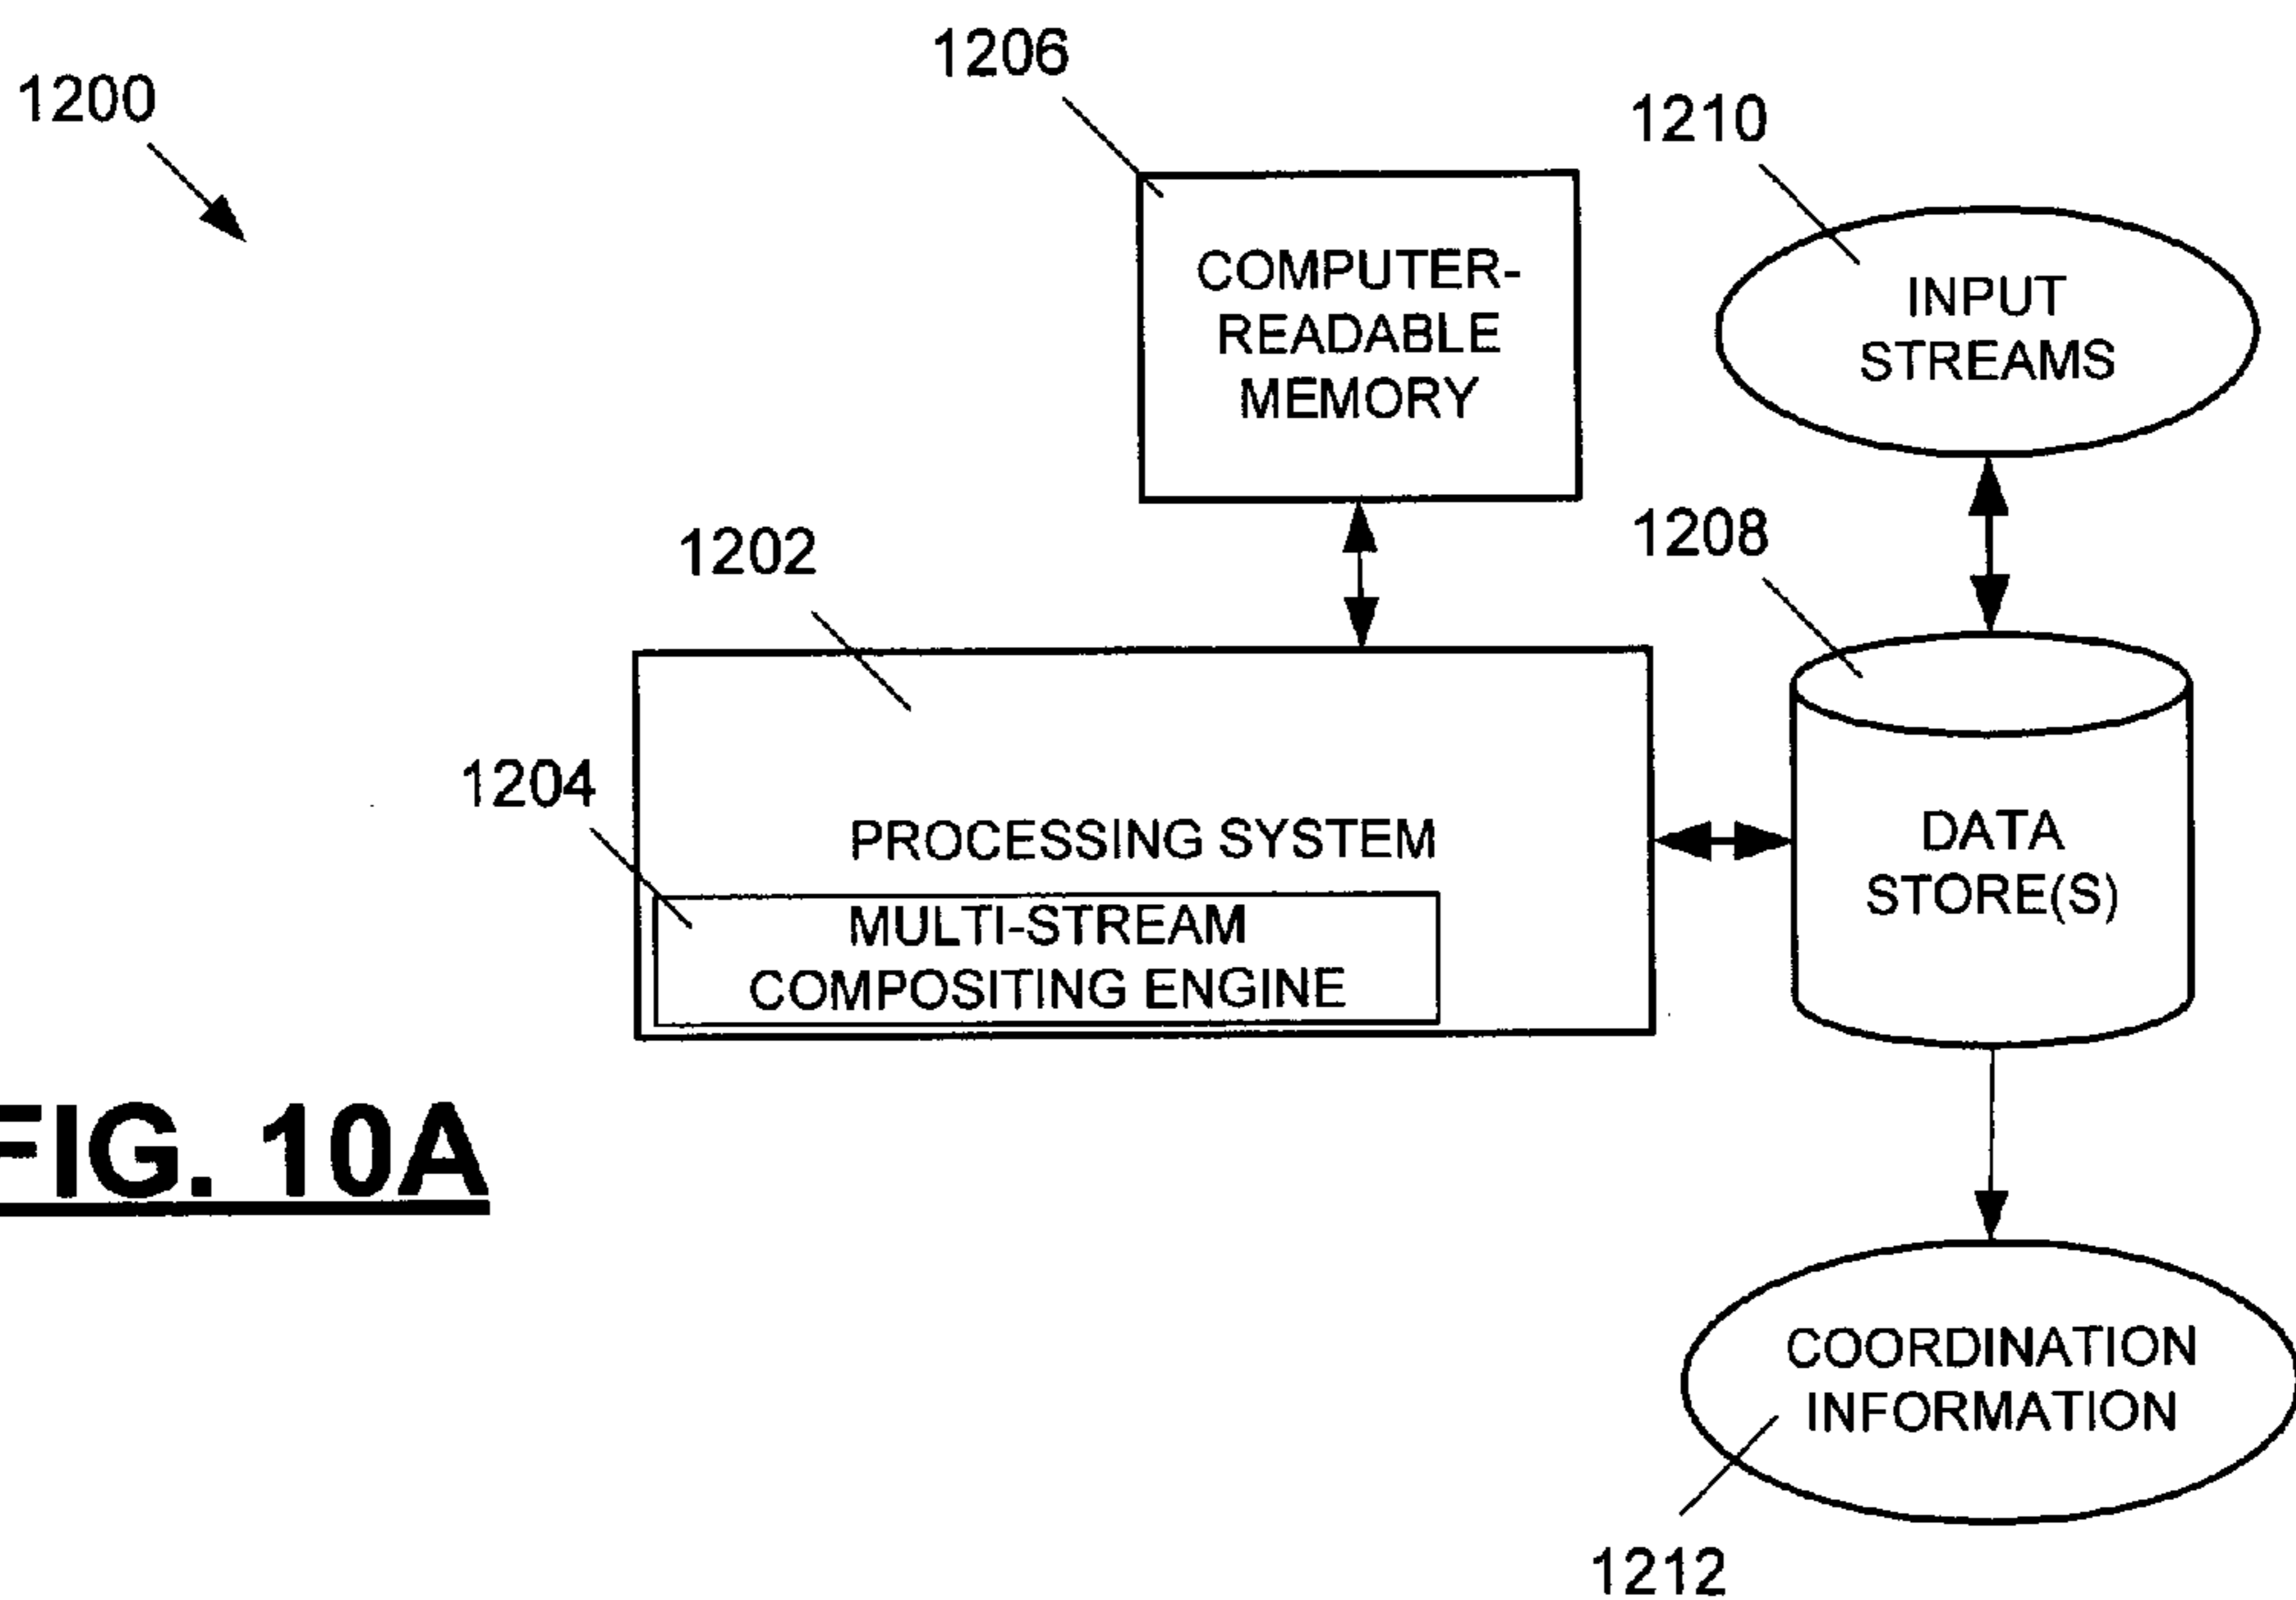 1200
1206
1210
COMPUTER-
READABLE
MEMORY
INPUT
STREAMS
1202
1208
1204
PROCESSING SYSTEM
MULTI-STREAM
COMPOSITING ENGINE
DATA
STORE(S)
FIG. 10A
COORDINATION
INFORMATION
1212